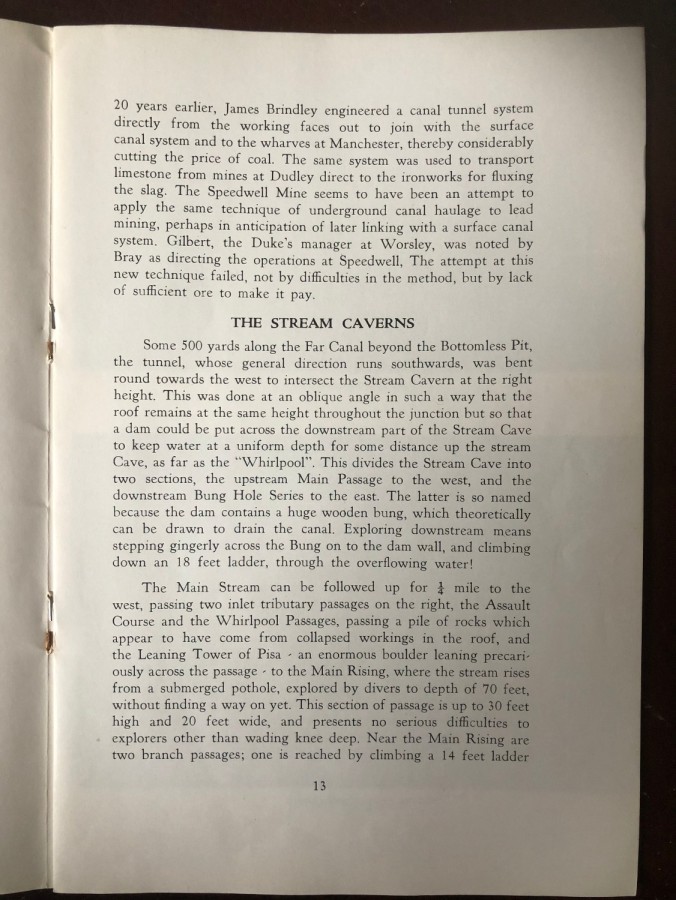 20 years earlier, James Brindley engineered a canal tunnel system
directly from the working faces out to join with the surface
canal system and to the wharves at Manchester, thereby considerably
cutting the price of coal. The same system was used to transport
limestone from mines at Dudley direct to the ironworks for fluxing
the slag. The Speedwell Mine seems to have been an attempt to
apply the same technique of underground canal haulage to lead
mining, perhaps in anticipation of later linking with a surface canal
system. Gilbert, the Duke's manager at Worsley, was noted by
Bray as directing the operations at Speedwell, The attempt at this
new technique failed, not by difficulties in the method, but by lack
of sufficient ore to make it pay.
THE STREAM CAVERNS
Some 500 yards along the Far Canal beyond the Bottomless Pit,
the tunnel, whose general direction runs southwards, was bent
round towards the west to intersect the Stream Cavern at the right
height. This was done at an oblique angle in such a way that the
roof remains at the same height throughout the junction but so that
a dam could be put across the downstream part of the Stream Cave
to keep water at a uniform depth for some distance up the stream
Cave, as far as the "Whirlpool". This divides the Stream Cave into
two sections, the upstream Main Passage to the west, and the
downstream Bung Hole Series to the east. The latter is so named
because the dam contains a huge wooden bung, which theoretically
can be drawn to drain the canal. Exploring downstream means
stepping gingerly across the Bung on to the dam wall, and climbing
down an 18 feet ladder, through the overflowing water!
The Main Stream can be followed up for ¼ mile to the
west, passing two inlet tributary passages on the right, the Assault
Course and the Whirlpool Passages, passing a pile of rocks which
appear to have come from collapsed workings in the roof, and
the Leaning Tower of Pisa - an enormous boulder leaning precari-
ously across the passage - to the Main Rising, where the stream rises
from a submerged pothole, explored by divers to depth of 70 feet,
without finding a way on yet. This section of passage is up to 30 feet
high and 20 feet wide, and presents no serious difficulties to
explorers other than wading knee deep. Near the Main Rising are
two branch passages; one is reached by climbing a 14 feet ladder
13